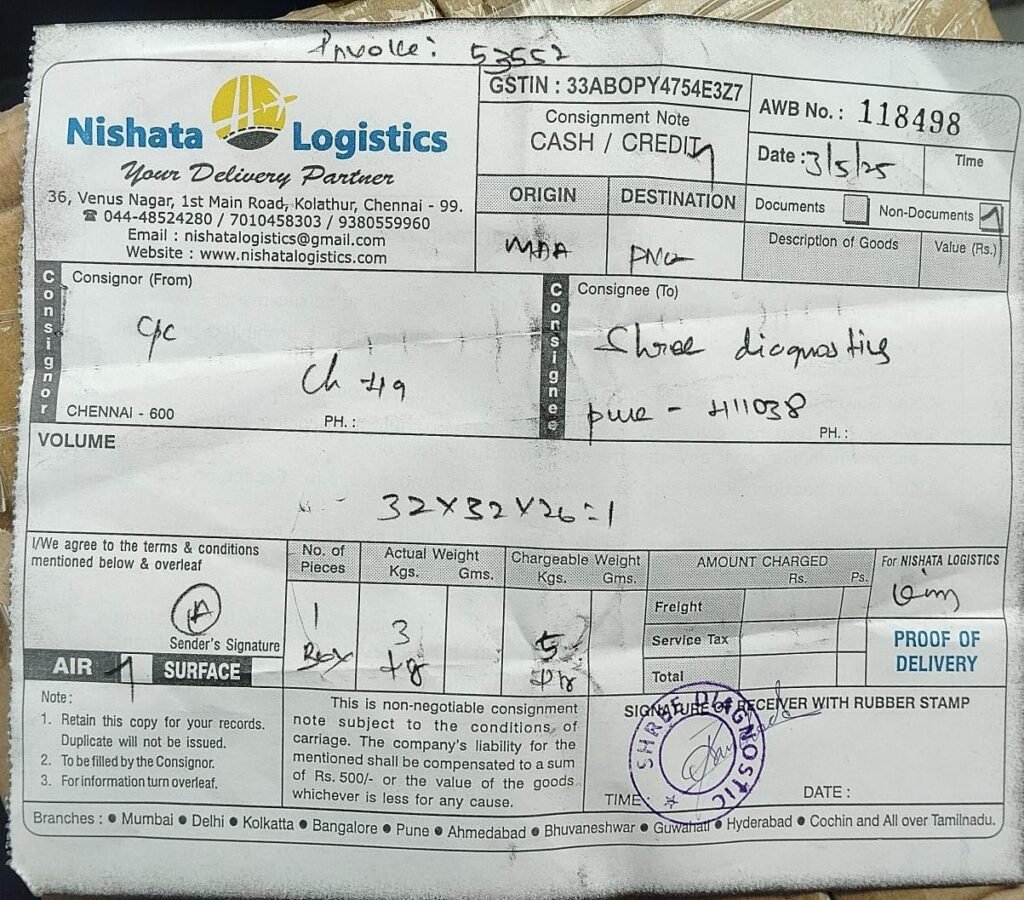 Invoice: 53552
Nishata Logistics
Your Delivery Partner
36, Venus Nagar, 1st Main Road, Kolathur, Chennai - 99.
☎ 044-48524280 / 7010458303 / 9380559960
Email : nishatalogistics@gmail.com
Website : www.nishatalogistics.com
GSTIN : 33ABOPY4754E3Z7
Consignment Note
CASH / CREDIT
AWB No. : 118498
Date : 3/5/25
Time
ORIGIN
DESTINATION
MAA
PNQ
Documents
Non-Documents
Description of Goods
Value (Rs.)
Consignor
Consignor (From)
Ch - 49
CHENNAI - 600
PH. :
Consignee
Consignee (To)
Shree diagnostics
pune - 411038
PH. :
VOLUME
32 X 32 X 26 = 1
I/We agree to the terms & conditions
mentioned below & overleaf
Sender's Signature
AIR
SURFACE
No. of
Pieces
1
Box
Actual Weight
Kgs. Gms.
3
kg
Chargeable Weight
Kgs. Gms.
5
kg
AMOUNT CHARGED
Rs. Ps.
Freight
Service Tax
Total
For NISHATA LOGISTICS
PROOF OF
DELIVERY
Note :
1. Retain this copy for your records.
Duplicate will not be issued.
2. To be filled by the Consignor.
3. For information turn overleaf.
This is non-negotiable consignment
note subject to the conditions of
carriage. The company's liability for the
mentioned shall be compensated to a sum
of Rs. 500/- or the value of the goods
whichever is less for any cause.
SIGNATURE OF RECEIVER WITH RUBBER STAMP
SHREE DIAGNOSTIC
TIME
DATE :
Branches : ● Mumbai ● Delhi ● Kolkatta ● Bangalore ● Pune ● Ahmedabad ● Bhuvaneshwar ● Guwahati ● Hyderabad ● Cochin and All over Tamilnadu.